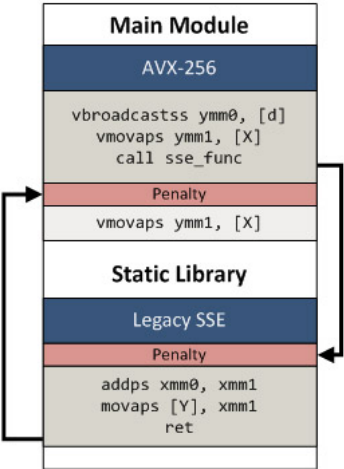 Main Module
AVX-256
vbroadcastss ymm0, [d]
vmovaps ymm1, [X]
call sse_func
Penalty
vmovaps ymm1, [X]
Static Library
Legacy SSE
Penalty
addps xmm0, xmm1
movaps [Y], xmm1
ret